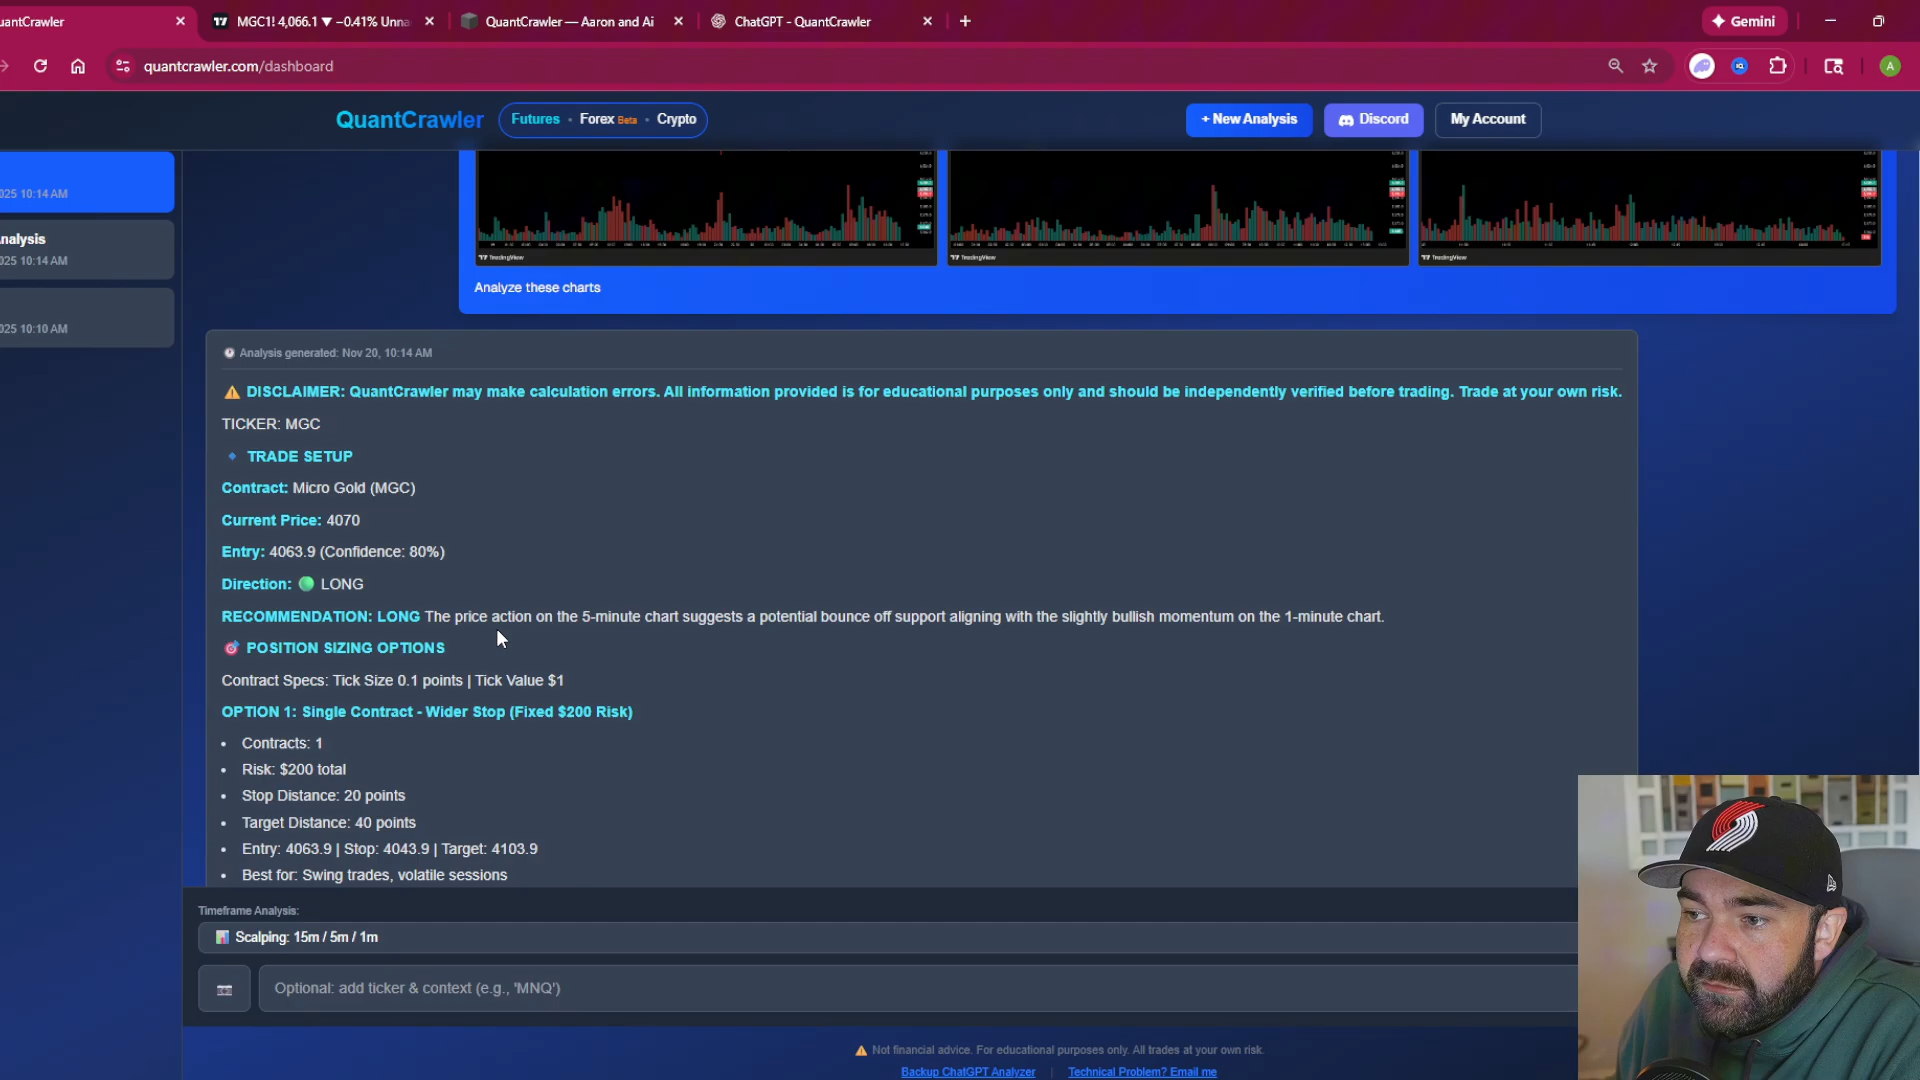 antCrawler
MGC1! 4,066.1 ▼ −0.41% Unna
QuantCrawler — Aaron and Ai
ChatGPT - QuantCrawler
Gemini
quantcrawler.com/dashboard
A
QuantCrawler
Futures • Forex Beta • Crypto
+ New Analysis
Discord
My Account
025 10:14 AM
nalysis
025 10:14 AM
025 10:10 AM
TradingView
TradingView
TradingView
Analyze these charts
Analysis generated: Nov 20, 10:14 AM
⚠️ DISCLAIMER: QuantCrawler may make calculation errors. All information provided is for educational purposes only and should be independently verified before trading. Trade at your own risk.
TICKER: MGC
🔹 TRADE SETUP
Contract: Micro Gold (MGC)
Current Price: 4070
Entry: 4063.9 (Confidence: 80%)
Direction: 🟢 LONG
RECOMMENDATION: LONG The price action on the 5-minute chart suggests a potential bounce off support aligning with the slightly bullish momentum on the 1-minute chart.
🎯 POSITION SIZING OPTIONS
Contract Specs: Tick Size 0.1 points | Tick Value $1
OPTION 1: Single Contract - Wider Stop (Fixed $200 Risk)
• Contracts: 1
• Risk: $200 total
• Stop Distance: 20 points
• Target Distance: 40 points
• Entry: 4063.9 | Stop: 4043.9 | Target: 4103.9
• Best for: Swing trades, volatile sessions
Timeframe Analysis:
📊 Scalping: 15m / 5m / 1m
Optional: add ticker & context (e.g., 'MNQ')
⚠️ Not financial advice. For educational purposes only. All trades at your own risk.
Backup ChatGPT Analyzer | Technical Problem? Email me